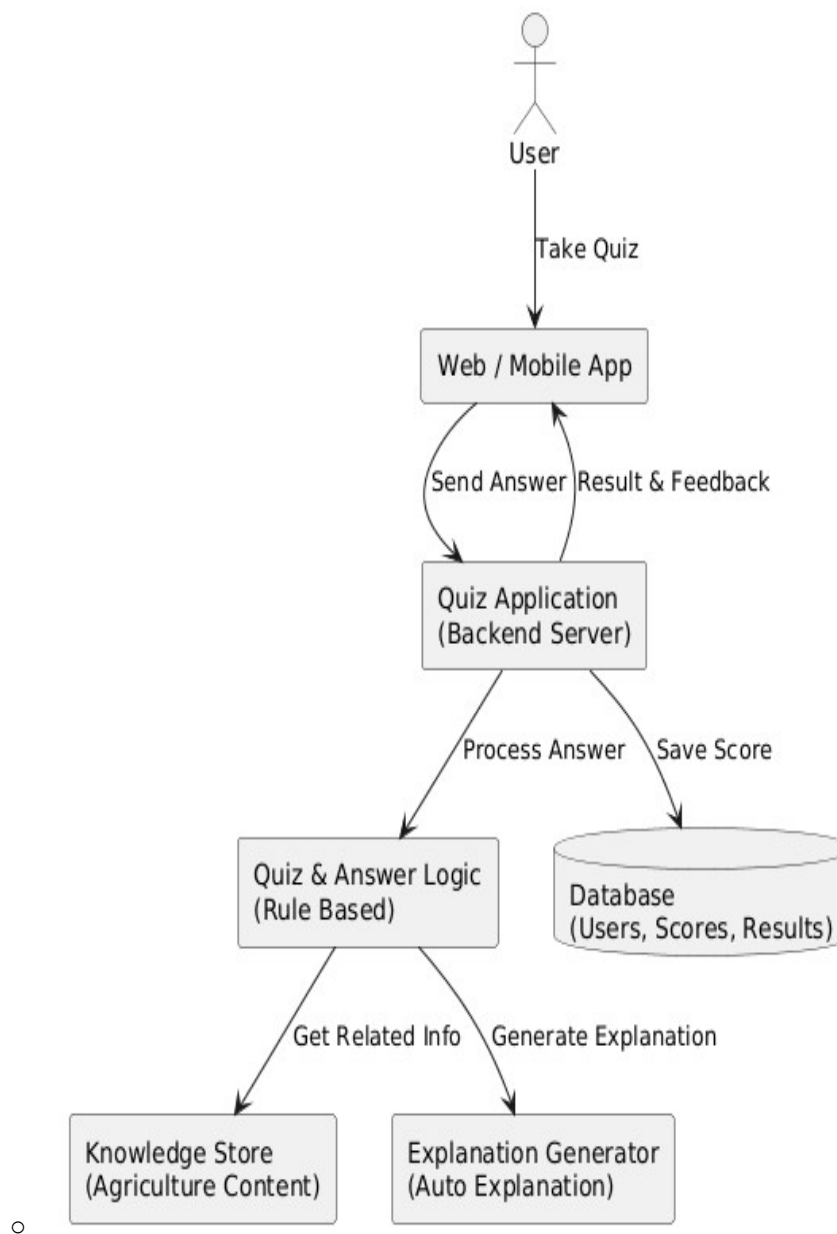 User
Take Quiz
Web / Mobile App
Send Answer
Result & Feedback
Quiz Application
(Backend Server)
Process Answer
Save Score
Quiz & Answer Logic
(Rule Based)
Database
(Users, Scores, Results)
Get Related Info
Generate Explanation
Knowledge Store
(Agriculture Content)
Explanation Generator
(Auto Explanation)